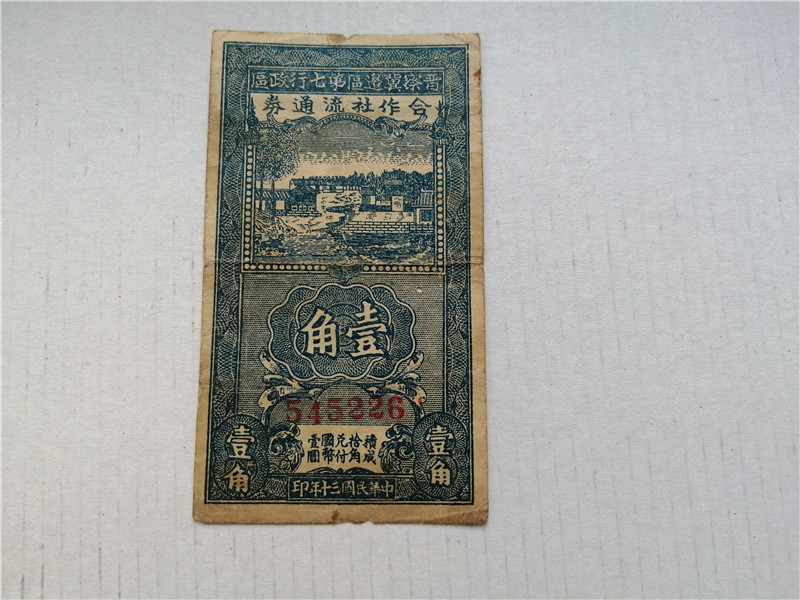 晉察冀邊區第七行政區
合作社流通券
壹角
545226
積成拾角兌付國幣壹圓
壹角
壹角
中華民國三十年印